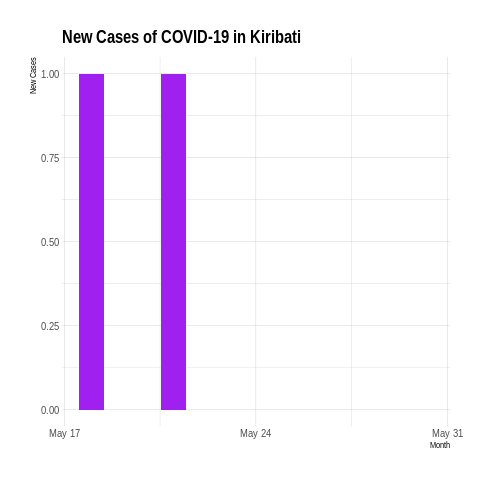 New Cases of COVID-19 in Kiribati
New Cases
1.00
0.75
0.50
0.25
0.00
May 17 May 24 May 31
Month